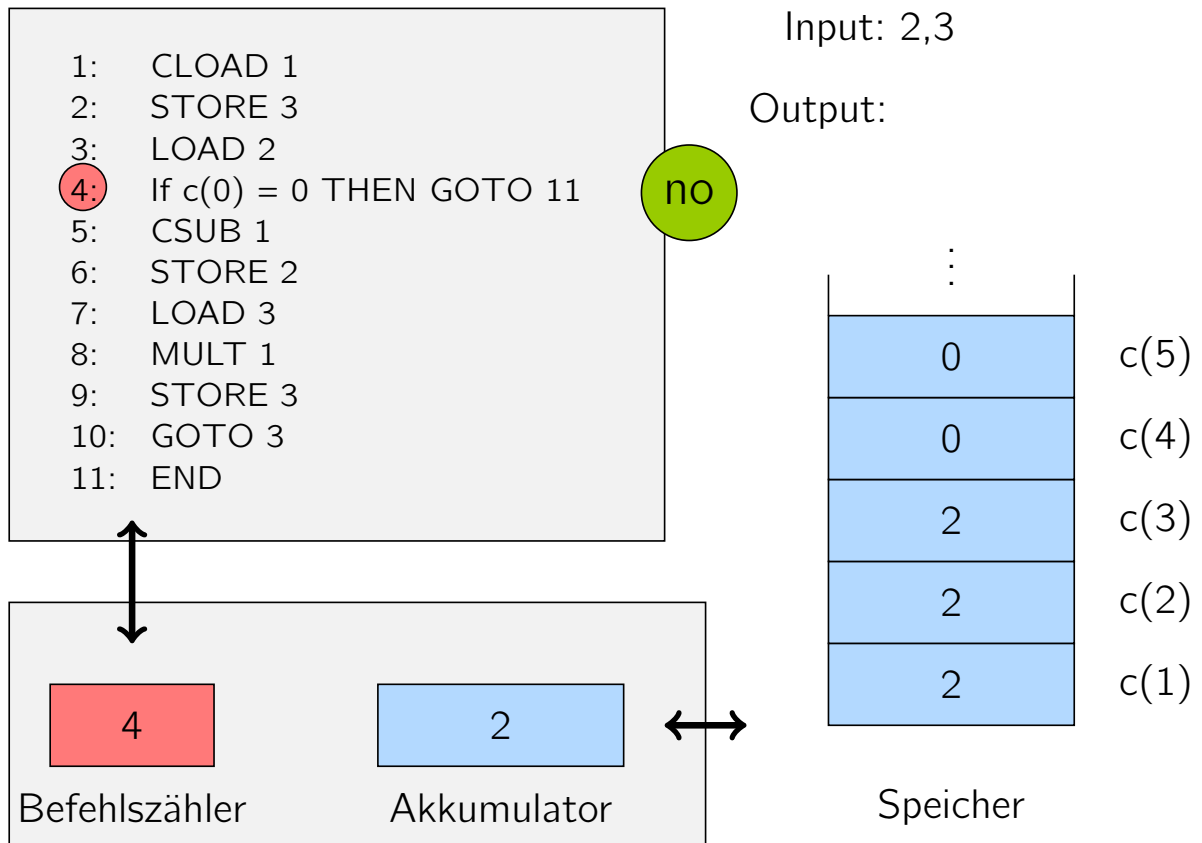 1: CLOAD 1
2: STORE 3
3: LOAD 2
4: If c(0) = 0 THEN GOTO 11
5: CSUB 1
6: STORE 2
7: LOAD 3
8: MULT 1
9: STORE 3
10: GOTO 3
11: END
no
Input: 2,3
Output:
⋮
0 c(5)
0 c(4)
2 c(3)
2 c(2)
2 c(1)
Speicher
4 2
Befehlszähler Akkumulator